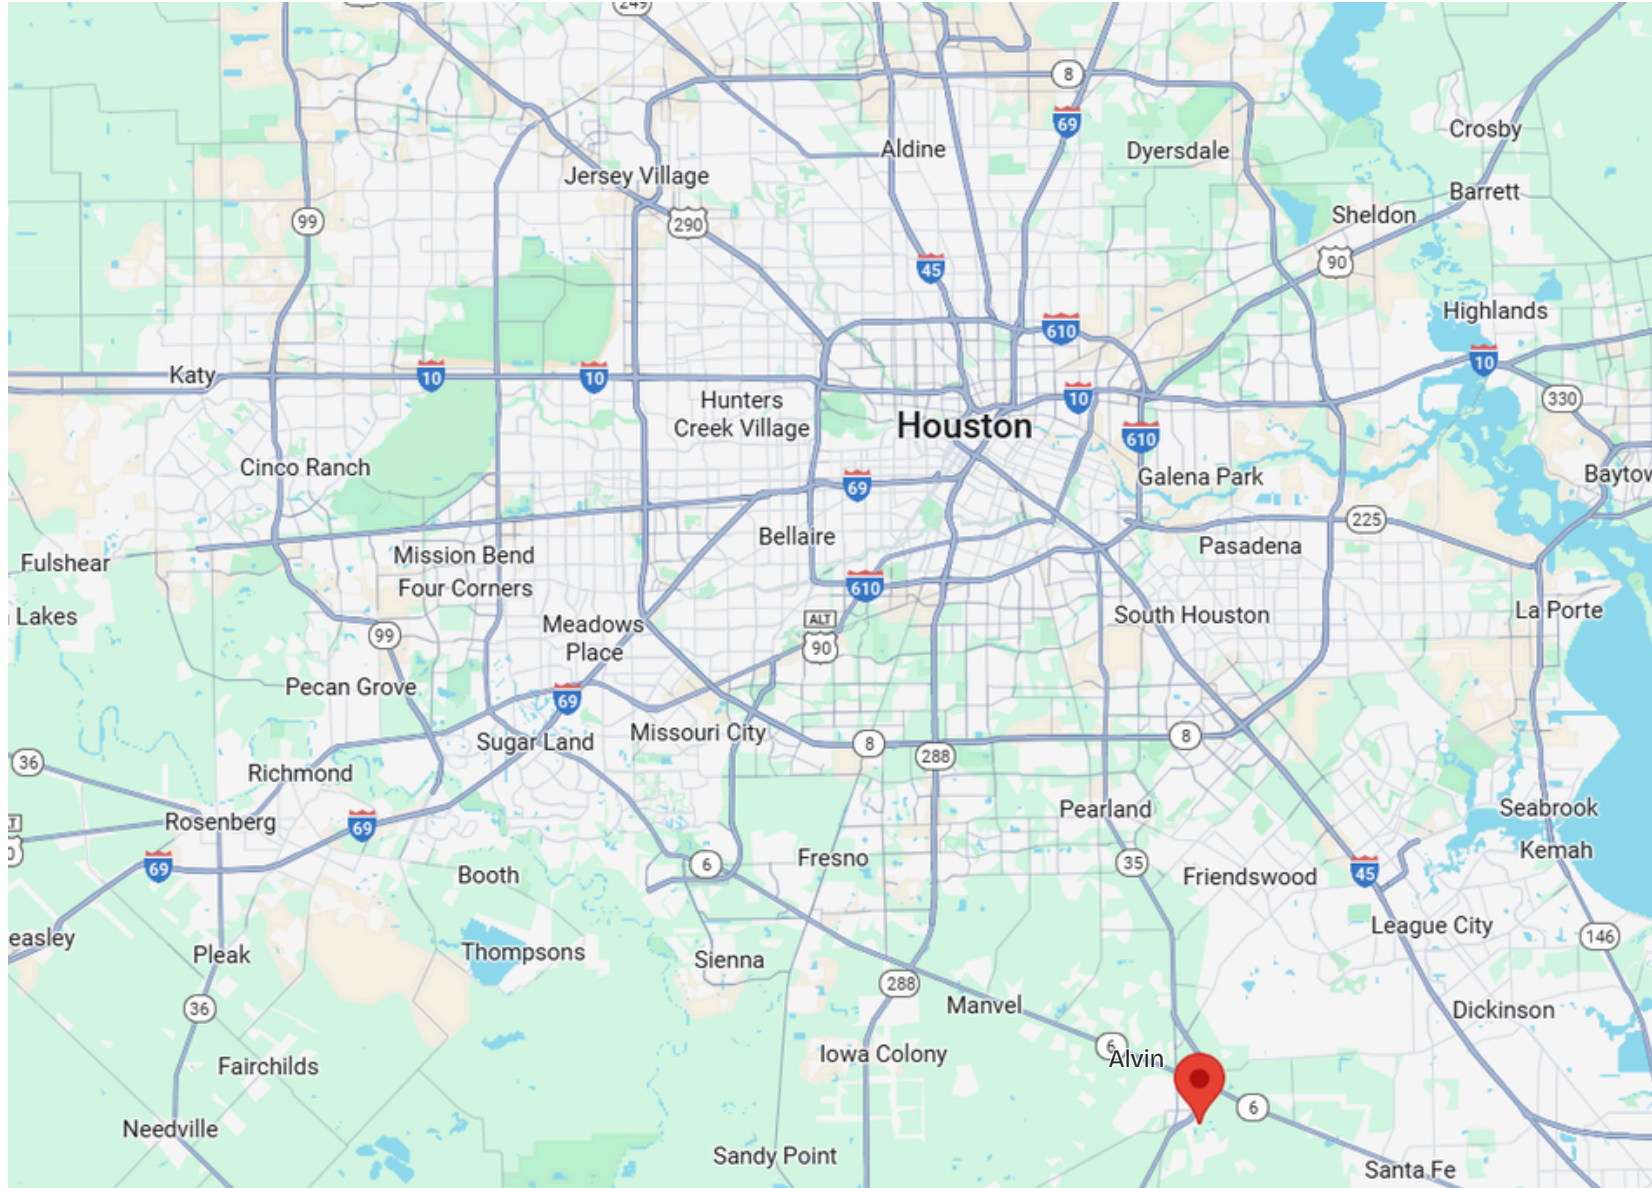 249
8
69
Crosby
Aldine
Dyersdale
Jersey Village
Barrett
99
290
Sheldon
45
90
Highlands
610
10
Katy
10
10
10
330
Hunters
Creek Village
Houston
610
Cinco Ranch
Galena Park
69
225
Bellaire
Pasadena
Mission Bend
Fulshear
Four Corners
610
Lakes
ALT
90
Meadows
Place
South Houston
La Porte
99
Pecan Grove
69
Missouri City
Sugar Land
8
288
8
36
Richmond
Rosenberg
69
Pearland
Seabrook
Kemah
69
Booth
6
Fresno
35
Friendswood
45
League City
146
easley
Pleak
Thompsons
Sienna
288
Manvel
Dickinson
36
Fairchilds
Iowa Colony
6
Alvin
6
Needville
Sandy Point
Santa Fe